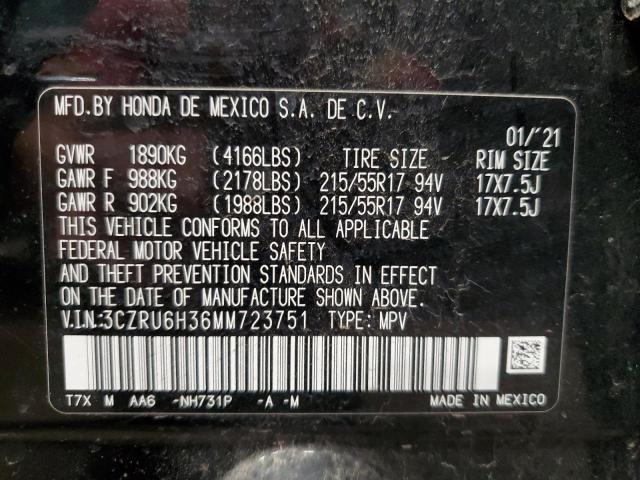 MFD.BY HONDA DE MEXICO S.A. DE C.V.
01/'21
GVWR 1890KG (4166LBS) TIRE SIZE RIM SIZE
GAWR F 988KG (2178LBS) 215/55R17 94V 17X7.5J
GAWR R 902KG (1988LBS) 215/55R17 94V 17X7.5J
THIS VEHICLE CONFORMS TO ALL APPLICABLE
FEDERAL MOTOR VEHICLE SAFETY
AND THEFT PREVENTION STANDARDS IN EFFECT
ON THE DATE OF MANUFACTURE SHOWN ABOVE.
V.I.N:3CZRU6H36MM723751 TYPE: MPV
T7X M AA6 -NH731P -A -M MADE IN MEXICO